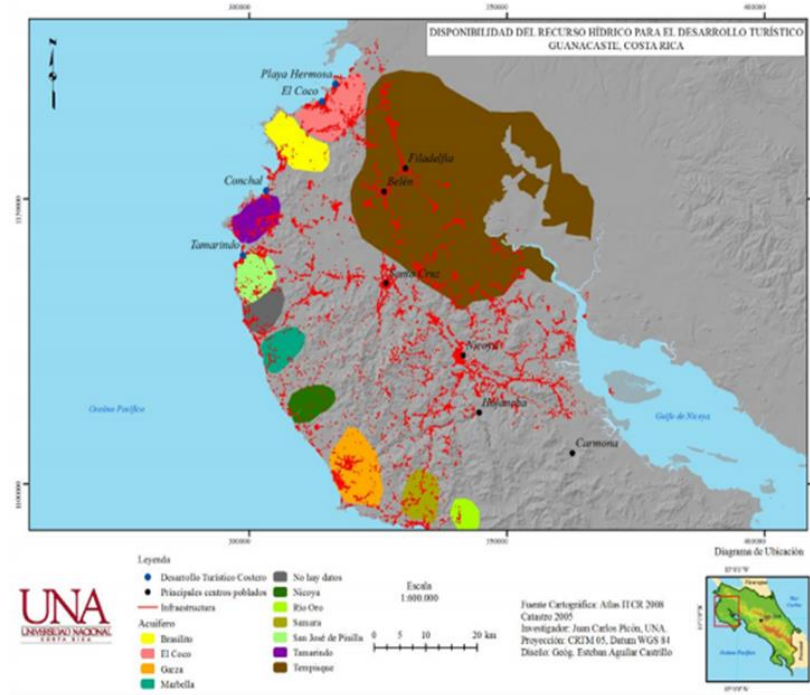 300000 350000 400000
DISPONIBILIDAD DEL RECURSO HÍDRICO PARA EL DESARROLLO TURÍSTICO
GUANACASTE, COSTA RICA
N
Playa Hermosa
El Coco
Filadelfia
Belén
Conchal
Tamarindo
Santa Cruz
Nicoya
Hojancha
Carmona
Océano Pacífico
Golfo de Nicoya
300000 350000 400000
Leyenda
Desarrollo Turístico Costero
Principales centros poblados
Infraestructura
Acuífero
Brasilito
El Coco
Garza
Marbella
No hay datos
Nicoya
Rio Oro
Samara
San José de Pinilla
Tamarindo
Tempisque
Escala
1:600.000
0 5 10 20 km
Fuente Cartográfica: Atlas ITCR 2008
Catastro 2005
Investigador: Juan Carlos Picón, UNA.
Proyección: CRTM 05, Datum WGS 84
Diseño: Geóg. Esteban Aguilar Castrillo
Diagrama de Ubicación
UNA
UNIVERSIDAD NACIONAL
COSTA RICA